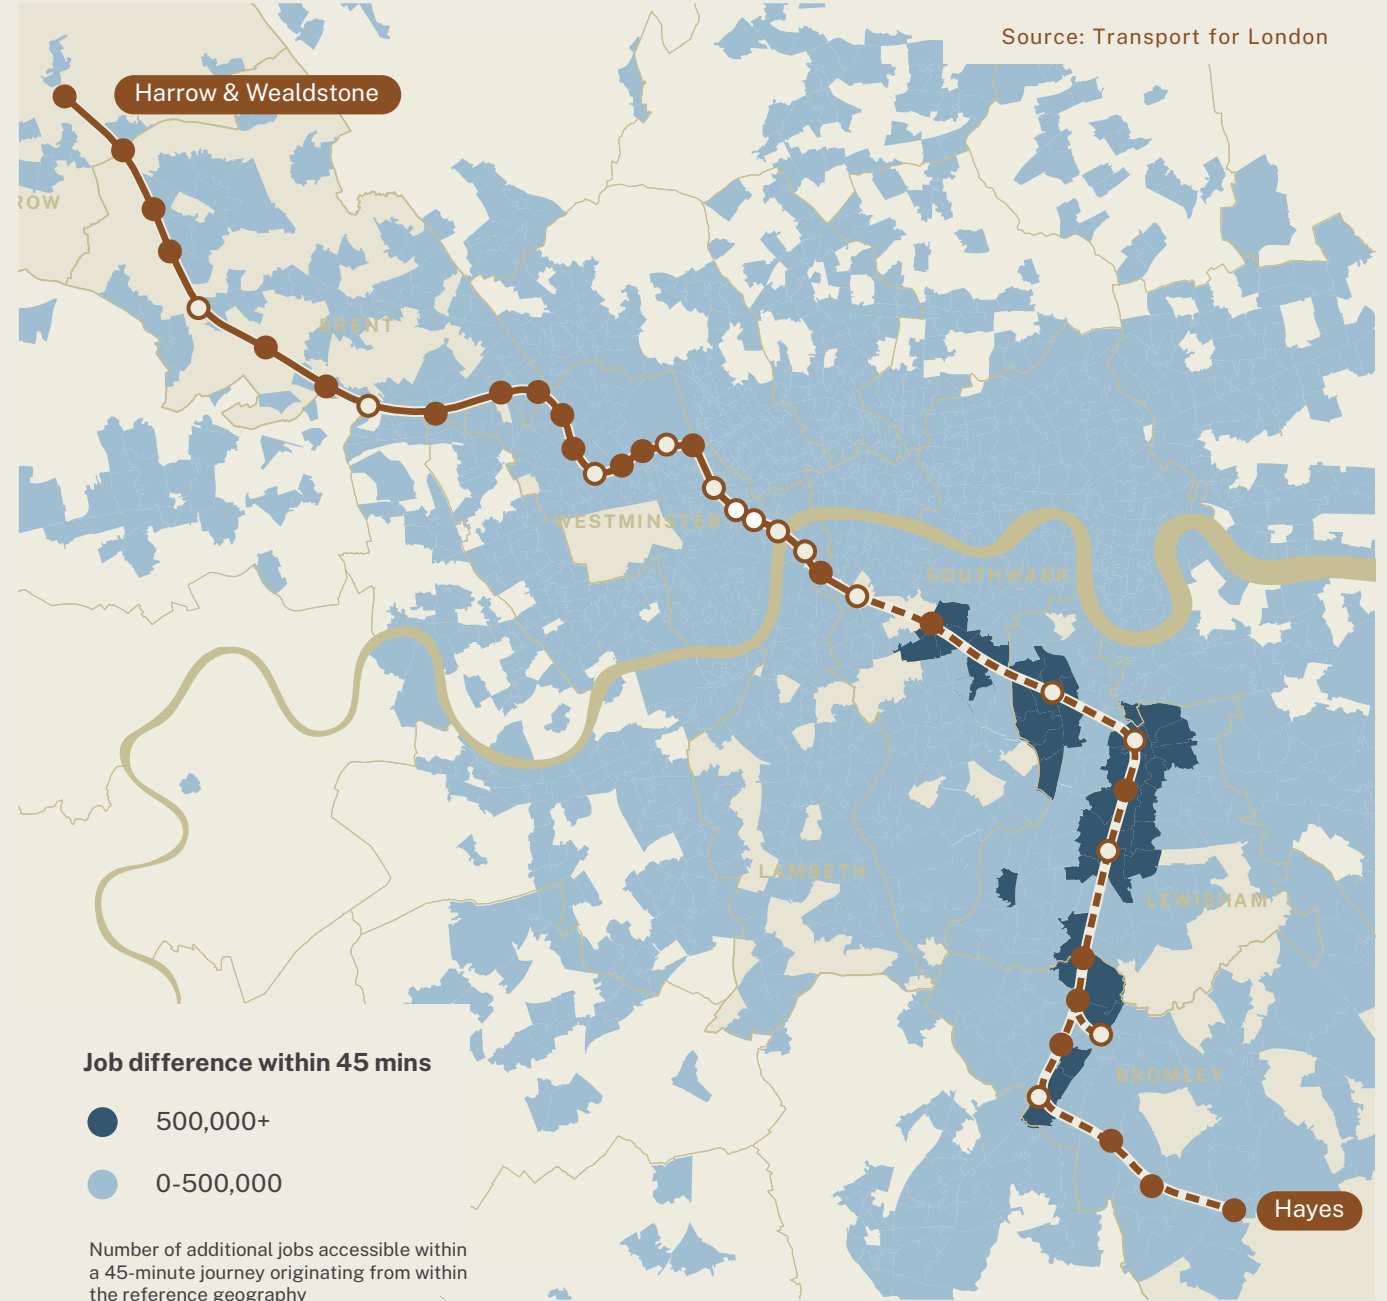 Source: Transport for London
Harrow & Wealdstone
ROW
BRENT
WESTMINSTER
SOUTHWARK
LAMBETH
LEWISHAM
BROMLEY
Job difference within 45 mins
500,000+
0-500,000
Hayes
Number of additional jobs accessible within
a 45-minute journey originating from within
the reference geography